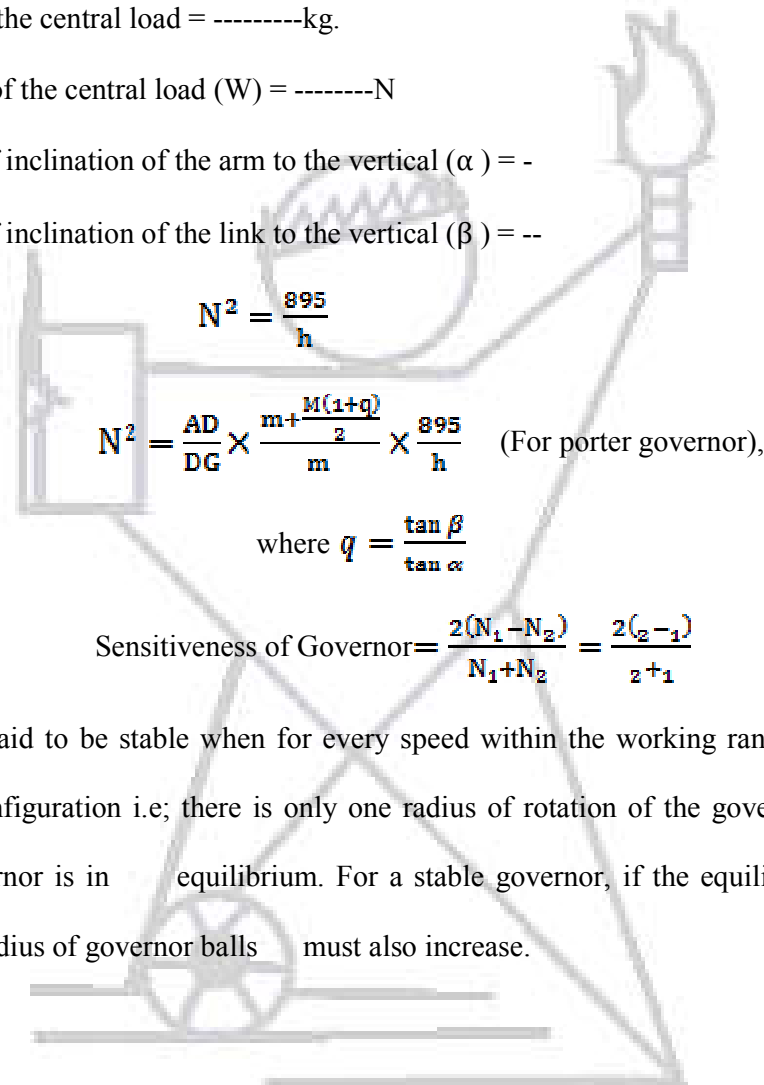 the central load = ---------kg.
of the central load (W) = --------N
inclination of the arm to the vertical (α ) = -
inclination of the link to the vertical (β ) = --
N² = 895/h
N² = AD/DG × (m+M(1+q)/2)/m × 895/h (For porter governor),
where q = tan β/tan α
Sensitiveness of Governor= 2(N₁−N₂)/N₁+N₂ = 2(₂−₁)/₂+₁
aid to be stable when for every speed within the working ran
nfiguration i.e; there is only one radius of rotation of the gove
rnor is in equilibrium. For a stable governor, if the equili
dius of governor balls must also increase.